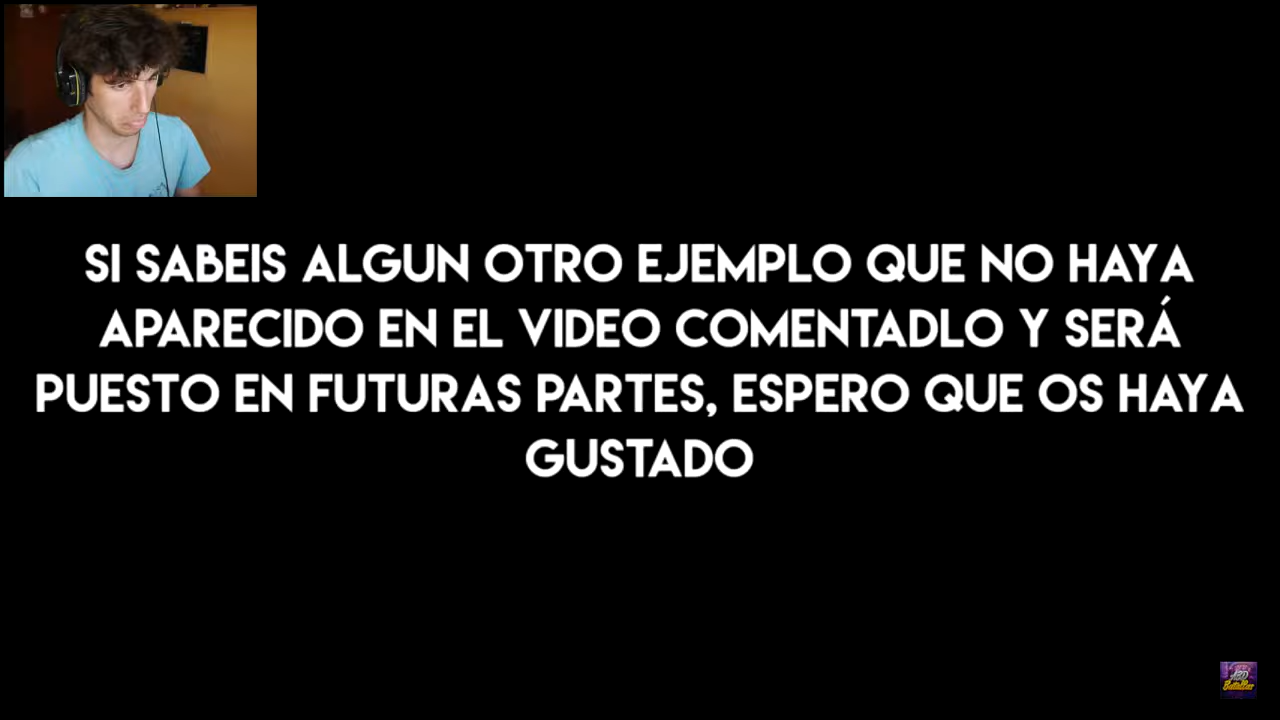 SI SABEIS ALGUN OTRO EJEMPLO QUE NO HAYA
APARECIDO EN EL VIDEO COMENTADLO Y SERÁ
PUESTO EN FUTURAS PARTES, ESPERO QUE OS HAYA
GUSTADO